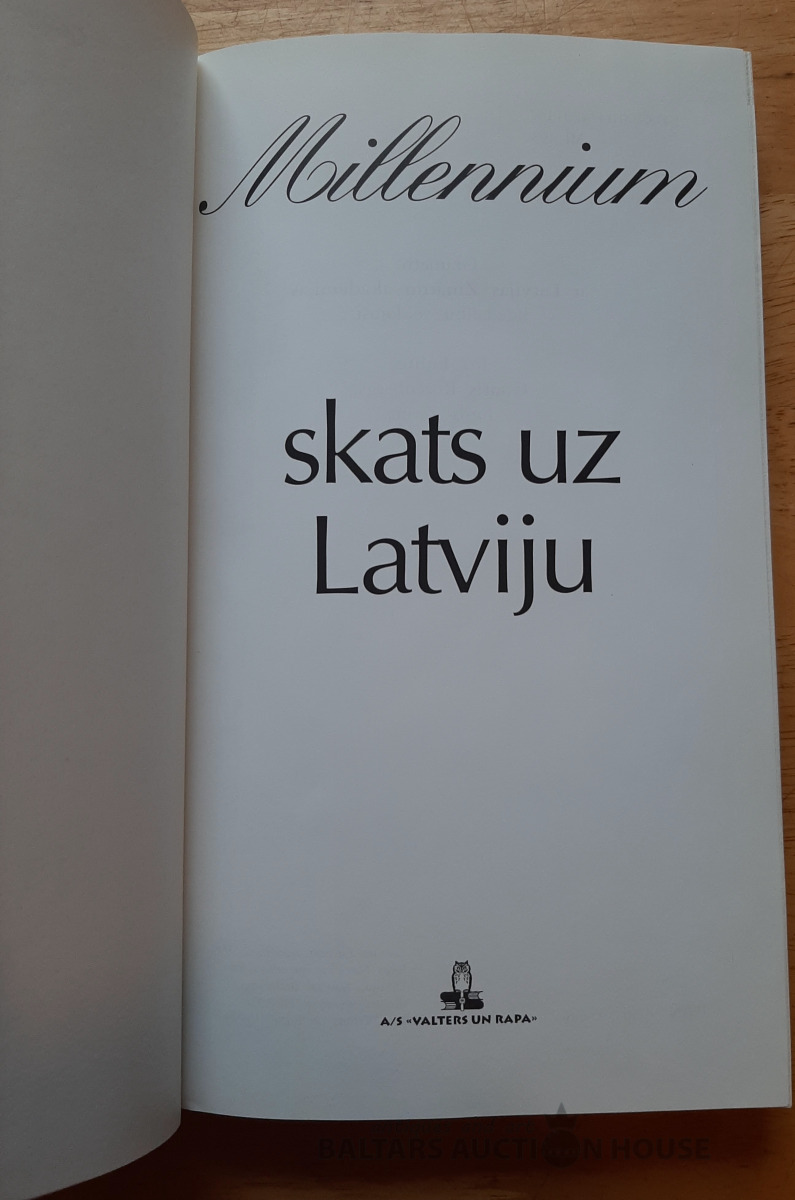 Millennium
skats uz
Latviju
A/S «VALTERS UN RAPA»
BALTARS AUCTION HOUSE